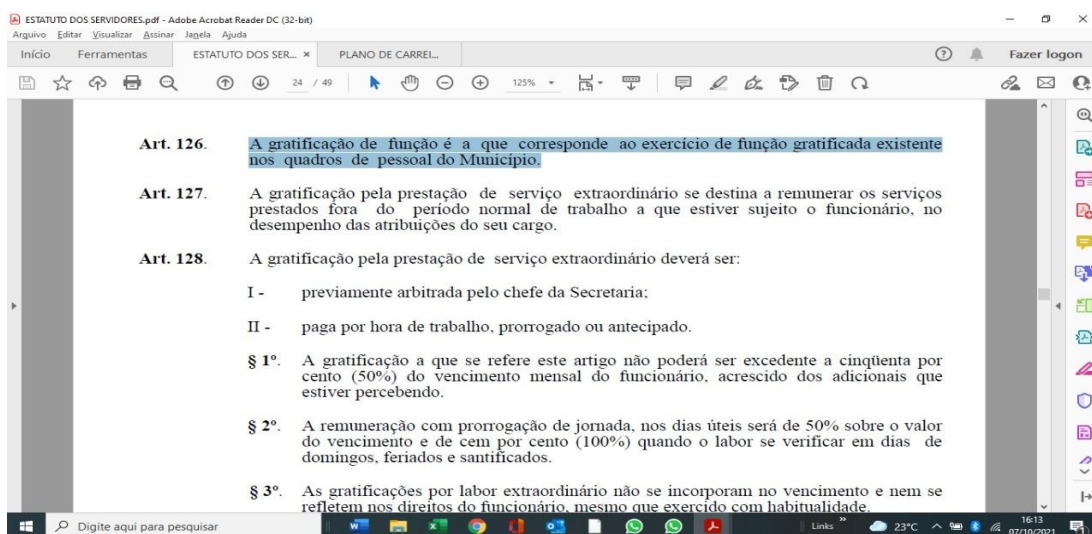 ESTATUTO DOS SERVIDORES.pdf - Adobe Acrobat Reader DC (32-bit)
Arquivo Editar Visualizar Assinar Janela Ajuda
Início Ferramentas ESTATUTO DOS SER... × PLANO DE CARREI... Fazer logon
24 / 49 125%
Art. 126. A gratificação de função é a que corresponde ao exercício de função gratificada existente
nos quadros de pessoal do Município.
Art. 127. A gratificação pela prestação de serviço extraordinário se destina a remunerar os serviços
prestados fora do período normal de trabalho a que estiver sujeito o funcionário, no
desempenho das atribuições do seu cargo.
Art. 128. A gratificação pela prestação de serviço extraordinário deverá ser:
I - previamente arbitrada pelo chefe da Secretaria;
II - paga por hora de trabalho, prorrogado ou antecipado.
§ 1º. A gratificação a que se refere este artigo não poderá ser excedente a cinqüenta por
cento (50%) do vencimento mensal do funcionário, acrescido dos adicionais que
estiver percebendo.
§ 2º. A remuneração com prorrogação de jornada, nos dias úteis será de 50% sobre o valor
do vencimento e de cem por cento (100%) quando o labor se verificar em dias de
domingos, feriados e santificados.
§ 3º. As gratificações por labor extraordinário não se incorporam no vencimento e nem se
refletem nos direitos do funcionário, mesmo que exercido com habitualidade.
Digite aqui para pesquisar Links 23°C 16:13
07/10/2021